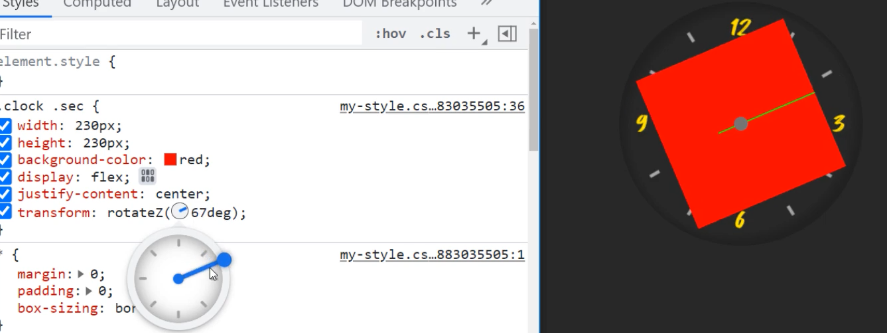 Styles Computed Layout Event Listeners DOM Breakpoints »
Filter :hov .cls +
element.style {
}
.clock .sec { my-style.cs…83035505:36
width: 230px;
height: 230px;
background-color: red;
display: flex;
justify-content: center;
transform: rotateZ(67deg);
}
* { my-style.cs…883035505:1
margin: 0;
padding: 0;
box-sizing: bor
}
12
9 3
6